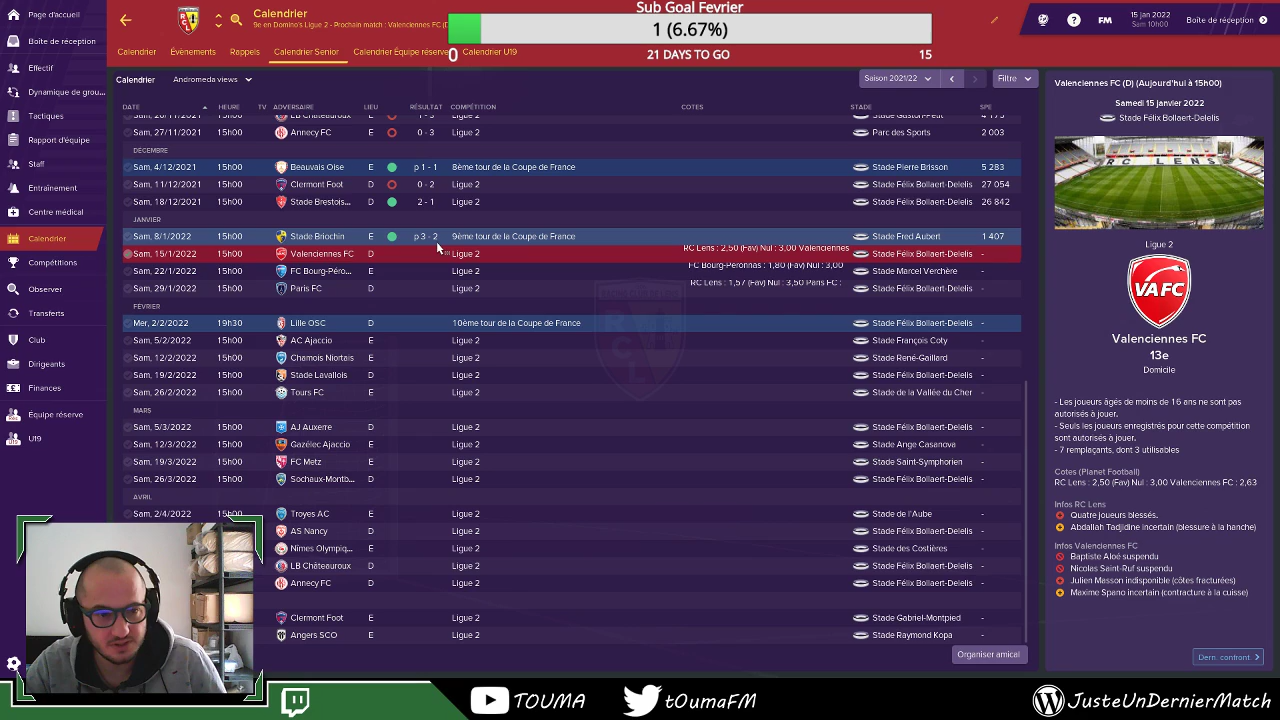 Sub Goal Fevrier
1 (6.67%)
0 21 DAYS TO GO 15
Calendrier
9e en Domino's Ligue 2 - Prochain match : Valenciennes FC (D
15 jan 2022
Sam 10h00
FM
Boîte de réception
Calendrier Évènements Rappels Calendrier Senior Calendrier Équipe réserve Calendrier U19
Page d'accueil
Boîte de réception
Effectif
Dynamique de grou...
Tactiques
Rapport d'équipe
Staff
Entraînement
Centre médical
Calendrier
Compétitions
Observer
Transferts
Club
Dirigeants
Finances
Équipe réserve
U19
Calendrier Andromeda views Saison 2021/22 Filtre
DATE HEURE TV ADVERSAIRE LIEU RÉSULTAT COMPÉTITION COTES STADE SPE
Sam, 27/11/2021 15h00 Annecy FC E 0 - 3 Ligue 2 Parc des Sports 2 003
DÉCEMBRE
Sam, 4/12/2021 15h00 Beauvais Oise E p 1 - 1 8ème tour de la Coupe de France Stade Pierre Brisson 5 283
Sam, 11/12/2021 15h00 Clermont Foot D 0 - 2 Ligue 2 Stade Félix Bollaert-Delelis 27 054
Sam, 18/12/2021 15h00 Stade Brestois... D 2 - 1 Ligue 2 Stade Félix Bollaert-Delelis 26 842
JANVIER
Sam, 8/1/2022 15h00 Stade Briochin E p 3 - 2 9ème tour de la Coupe de France Stade Fred Aubert 1 407
Sam, 15/1/2022 15h00 Valenciennes FC D Ligue 2 RC Lens : 2,50 (Fav) Nul : 3,00 Valenciennes Stade Félix Bollaert-Delelis -
Sam, 22/1/2022 15h00 FC Bourg-Péro... E Ligue 2 FC Bourg-Péronnas : 1,80 (Fav) Nul : 3,00 Stade Marcel Verchère -
Sam, 29/1/2022 15h00 Paris FC D Ligue 2 RC Lens : 1,57 (Fav) Nul : 3,50 Paris FC : Stade Félix Bollaert-Delelis -
FÉVRIER
Mer, 2/2/2022 19h30 Lille OSC D 10ème tour de la Coupe de France Stade Félix Bollaert-Delelis -
Sam, 5/2/2022 15h00 AC Ajaccio E Ligue 2 Stade François Coty -
Sam, 12/2/2022 15h00 Chamois Niortais E Ligue 2 Stade René-Gaillard -
Sam, 19/2/2022 15h00 Stade Lavallois D Ligue 2 Stade Félix Bollaert-Delelis -
Sam, 26/2/2022 15h00 Tours FC E Ligue 2 Stade de la Vallée du Cher -
MARS
Sam, 5/3/2022 15h00 AJ Auxerre D Ligue 2 Stade Félix Bollaert-Delelis -
Sam, 12/3/2022 15h00 Gazélec Ajaccio E Ligue 2 Stade Ange Casanova -
Sam, 19/3/2022 15h00 FC Metz E Ligue 2 Stade Saint-Symphorien -
Sam, 26/3/2022 15h00 Sochaux-Montb... D Ligue 2 Stade Félix Bollaert-Delelis -
AVRIL
Sam, 2/4/2022 15h00 Troyes AC E Ligue 2 Stade de l'Aube -
AS Nancy D Ligue 2 Stade Félix Bollaert-Delelis -
Nîmes Olympiq... E Ligue 2 Stade des Costières -
LB Châteauroux D Ligue 2 Stade Félix Bollaert-Delelis -
Annecy FC D Ligue 2 Stade Félix Bollaert-Delelis -
Clermont Foot E Ligue 2 Stade Gabriel-Montpied -
Angers SCO E Ligue 2 Stade Raymond Kopa -
Organiser amical
Valenciennes FC (D) (Aujourd'hui à 15h00)
Samedi 15 janvier 2022
Stade Félix Bollaert-Delelis
RC LENS
Ligue 2
VAFC
Valenciennes FC
13e
Domicile
- Les joueurs âgés de moins de 16 ans ne sont pas
autorisés à jouer.
- Seuls les joueurs enregistrés pour cette compétition
sont autorisés à jouer.
- 7 remplaçants, dont 3 utilisables
Cotes (Planet Football)
RC Lens : 2,50 (Fav) Nul : 3,00 Valenciennes FC : 2,63
Infos RC Lens
Quatre joueurs blessés.
Abdallah Tadjidine incertain (blessure à la hanche)
Infos Valenciennes FC
Baptiste Aloé suspendu
Nicolas Saint-Ruf suspendu
Julien Masson indisponible (côtes fracturées)
Maxime Spano incertain (contracture à la cuisse)
Dern. confront
TOUMA
tOumaFM
JusteUnDernierMatch